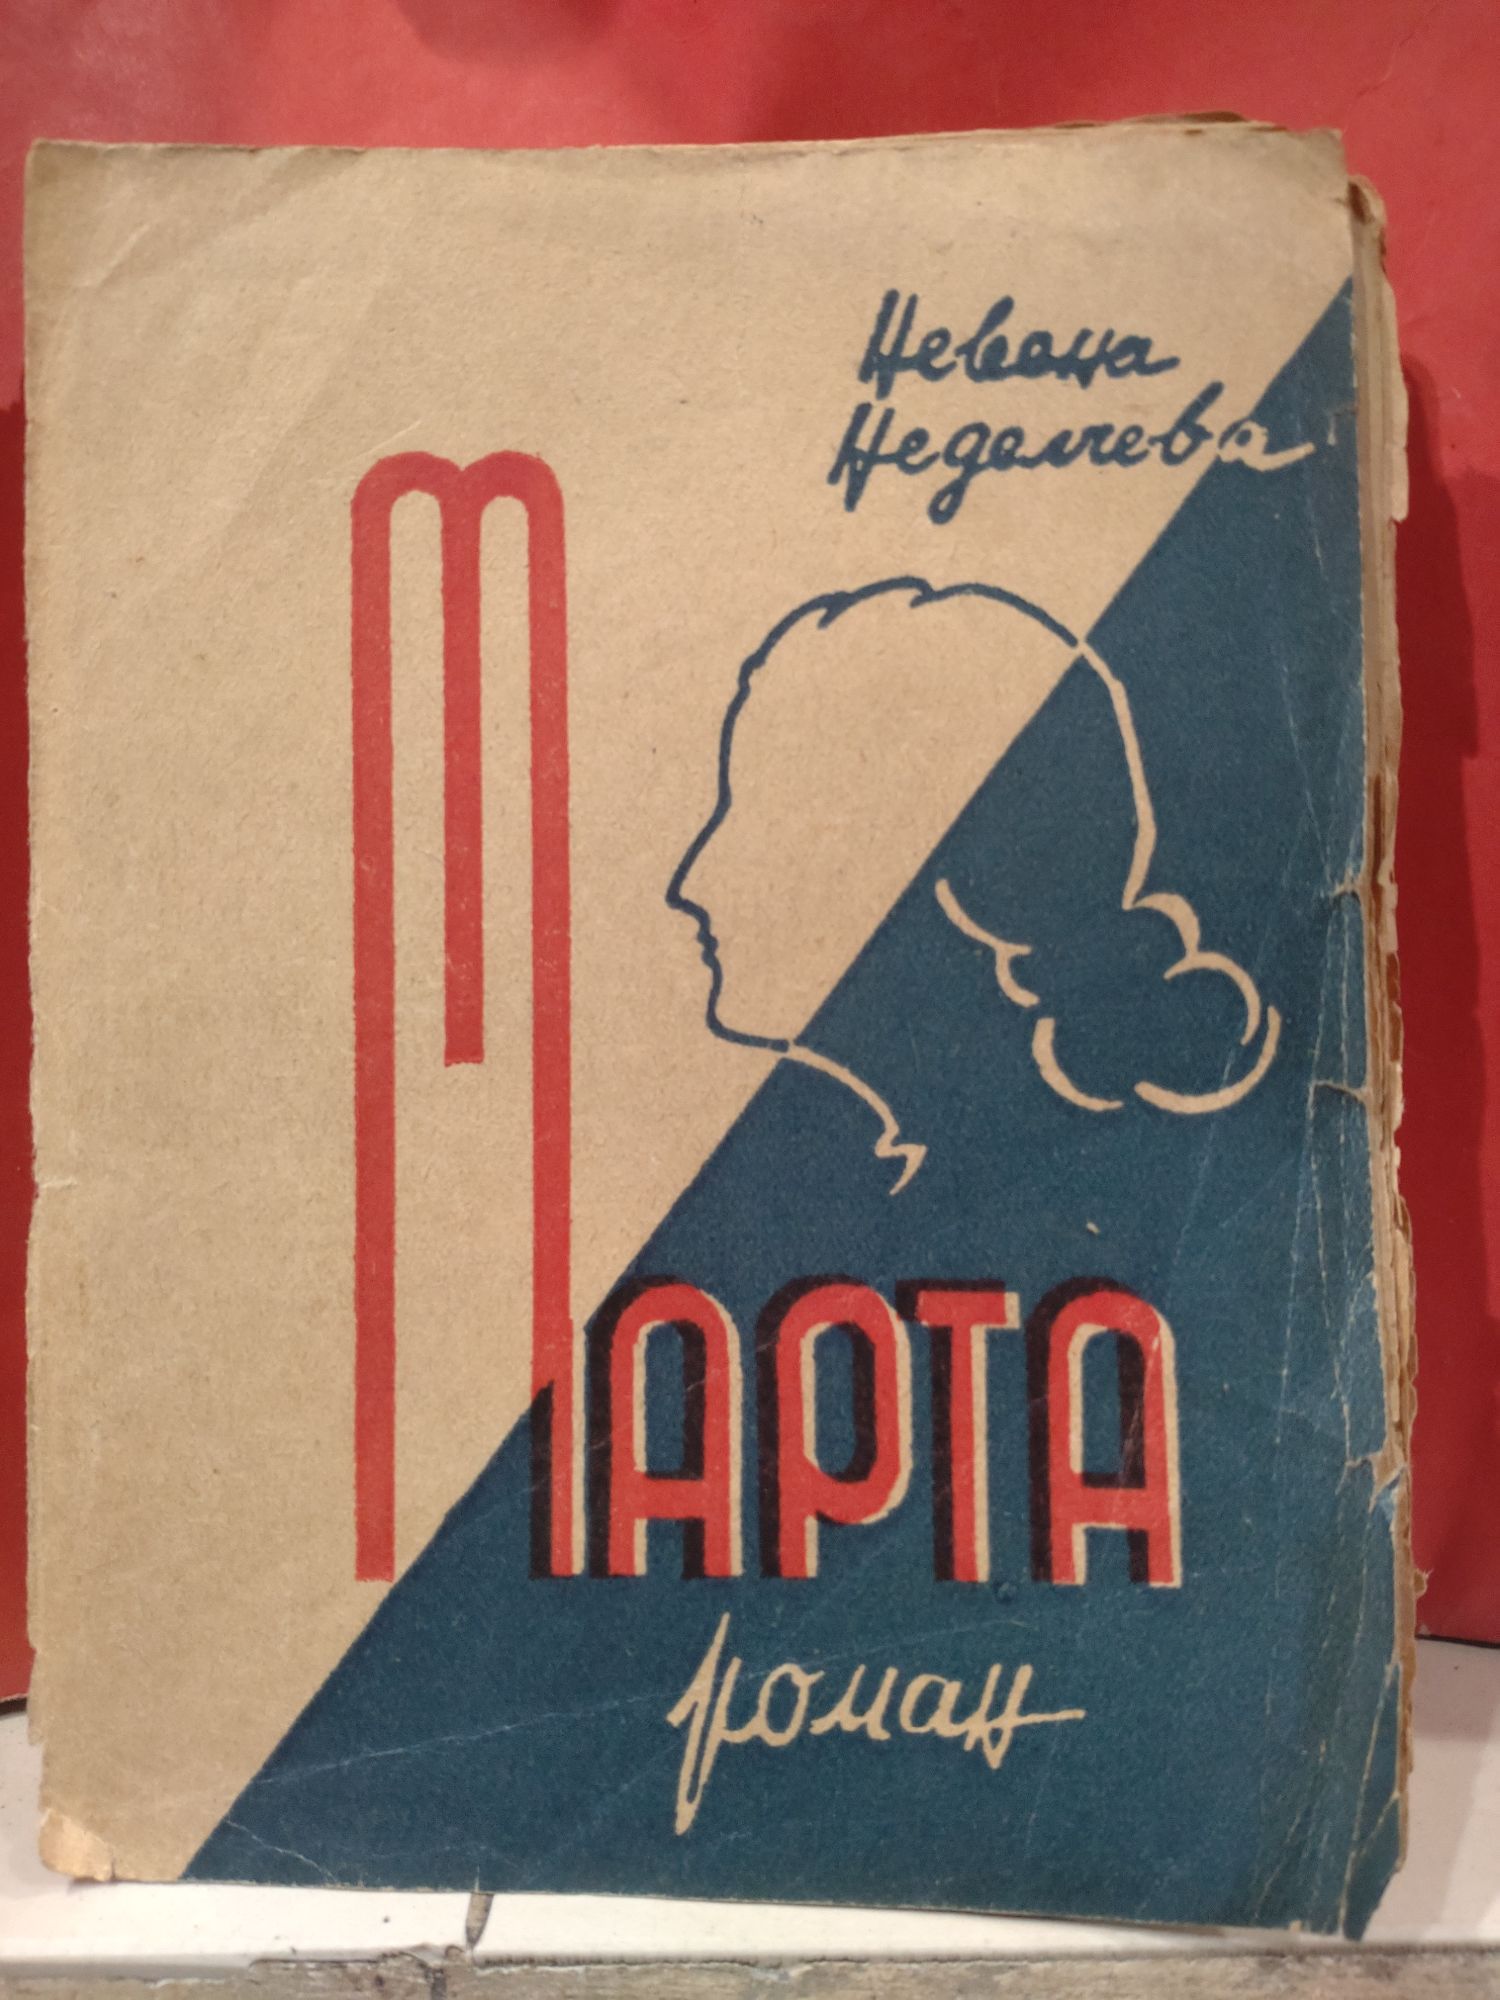 Невена
Неделчева
МАРТА
роман